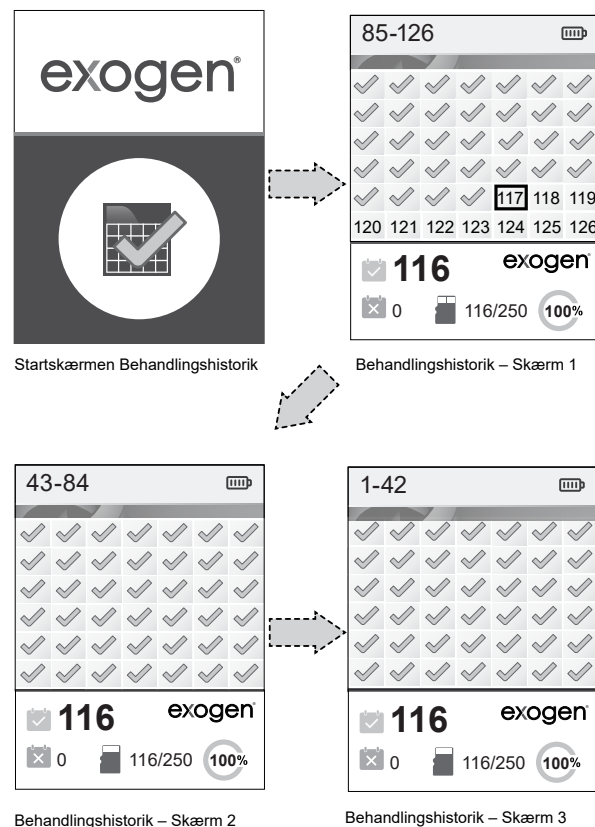 exogen®
Startskærmen Behandlingshistorik
85-126
117 118 119
120 121 122 123 124 125 126
116 exogen®
0 116/250 100%
Behandlingshistorik – Skærm 1
43-84
116 exogen®
0 116/250 100%
Behandlingshistorik – Skærm 2
1-42
116 exogen®
0 116/250 100%
Behandlingshistorik – Skærm 3